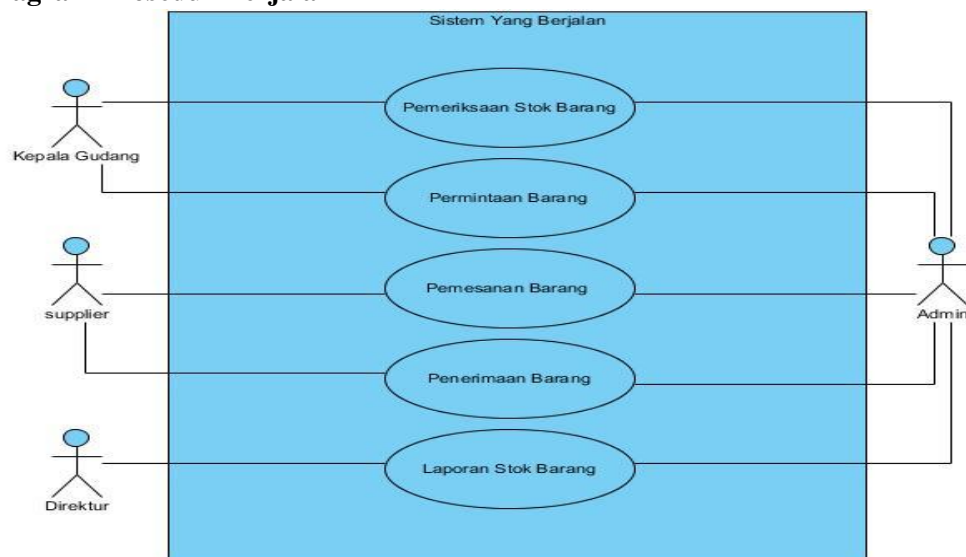 Sistem Yang Berjalan
Pemeriksaan Stok Barang
Kepala Gudang
Permintaan Barang
Pemesanan Barang
supplier
Admin
Penerimaan Barang
Laporan Stok Barang
Direktur